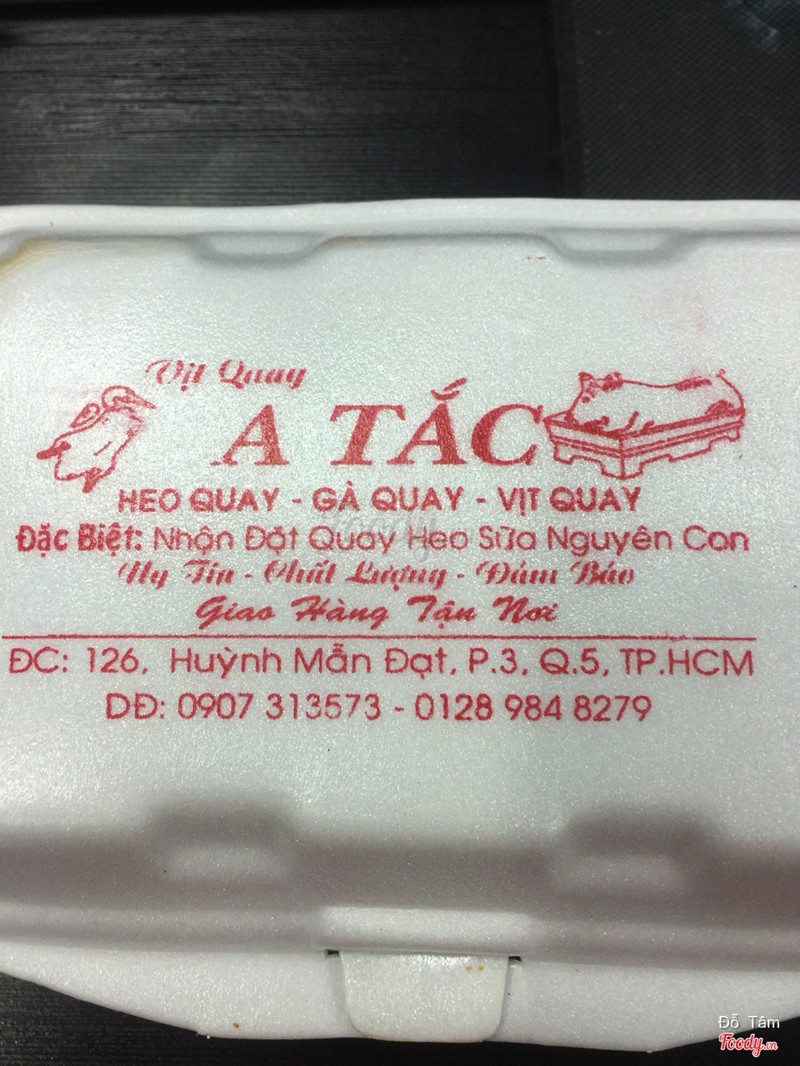 Vịt Quay
A TẮC
HEO QUAY - GÀ QUAY - VỊT QUAY
Đặc Biệt: Nhận Đặt Quay Heo Sữa Nguyên Con
Uy Tín - Chất Lượng - Đảm Bảo
Giao Hàng Tận Nơi
ĐC: 126, Huỳnh Mẫn Đạt, P.3, Q.5, TP.HCM
DĐ: 0907 313573 - 0128 984 8279
Đỗ Tâm
Foody.vn